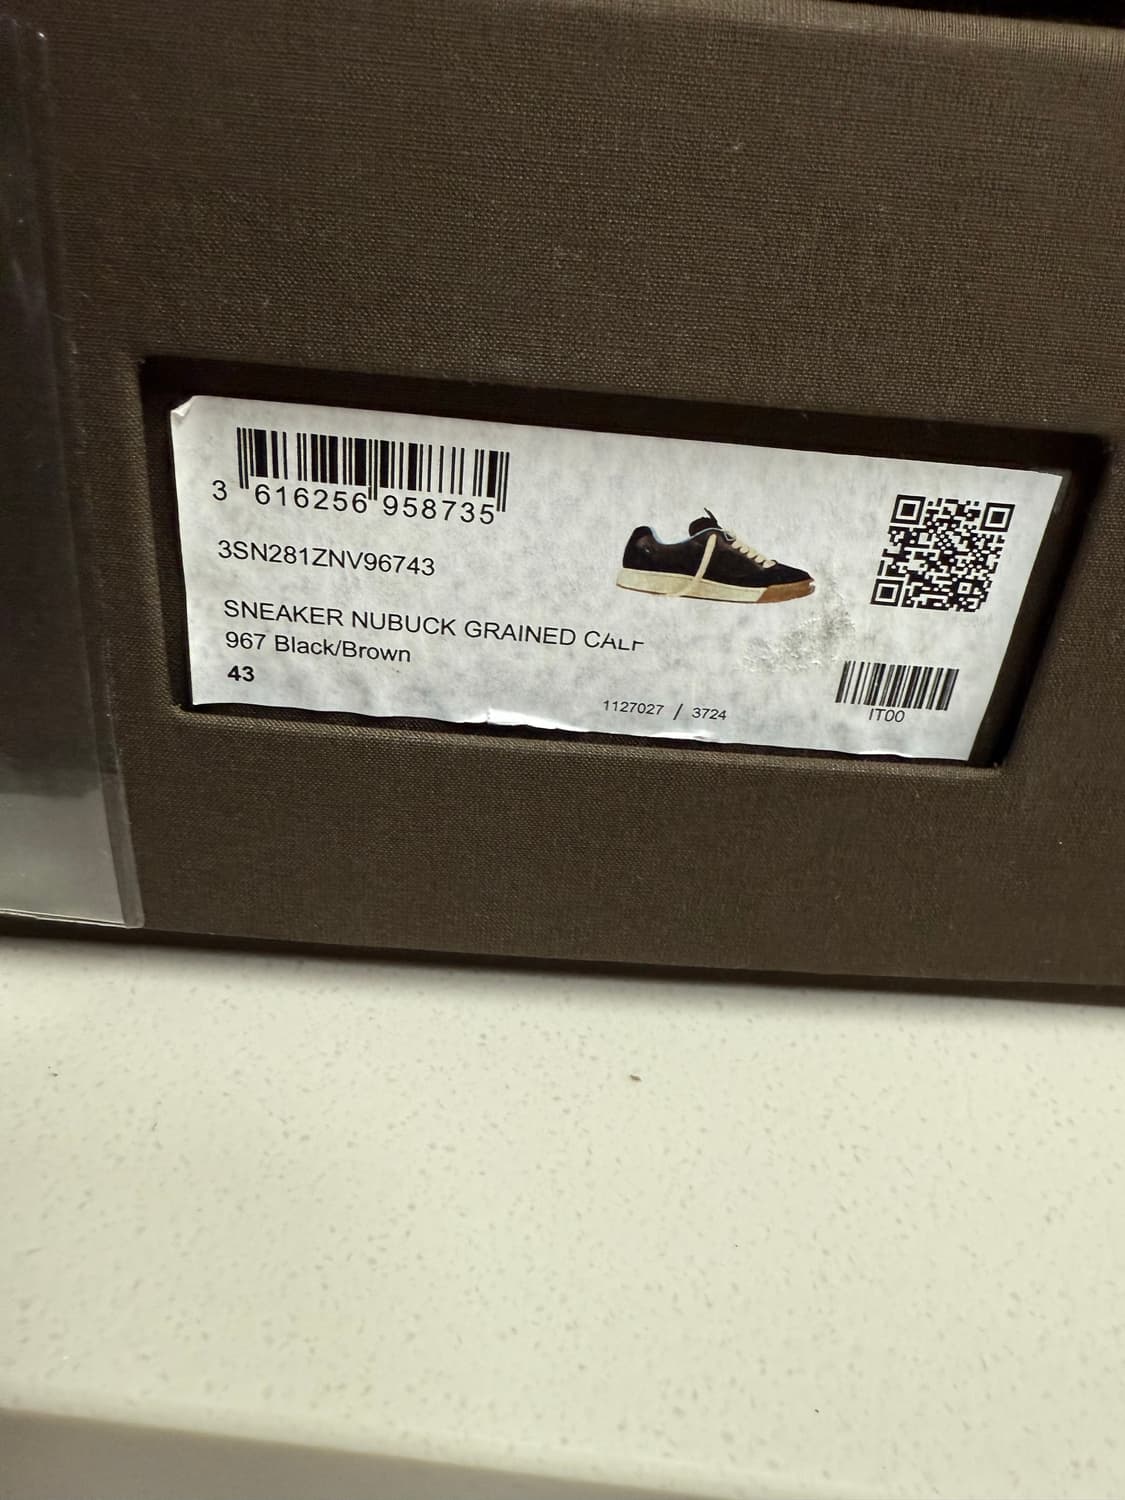 3 616256 958735
3SN281ZNV96743
SNEAKER NUBUCK GRAINED CALF
967 Black/Brown
43
1127027 / 3724
IT00